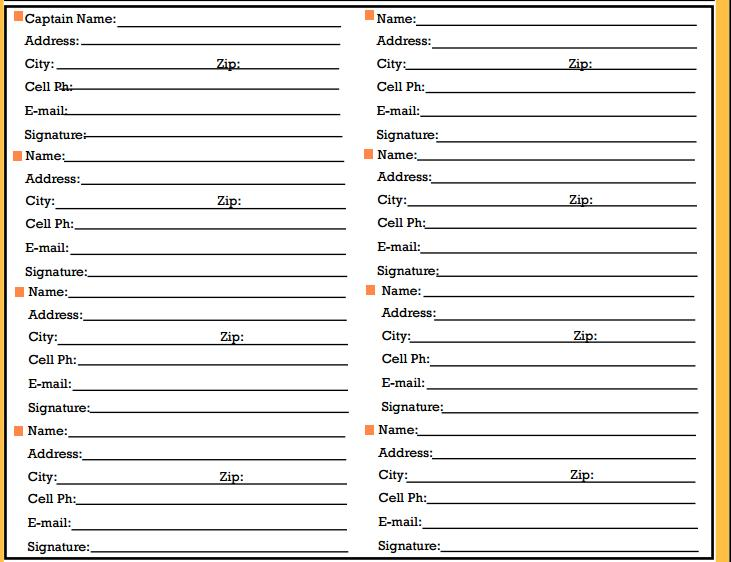 Captain Name:
Address:
City: Zip:
Cell Ph:
E-mail:
Signature:
Name:
Address:
City: Zip:
Cell Ph:
E-mail:
Signature:
Name:
Address:
City: Zip:
Cell Ph:
E-mail:
Signature:
Name:
Address:
City: Zip:
Cell Ph:
E-mail:
Signature:
Name:
Address:
City: Zip:
Cell Ph:
E-mail:
Signature:
Name:
Address:
City: Zip:
Cell Ph:
E-mail:
Signature:
Name:
Address:
City: Zip:
Cell Ph:
E-mail:
Signature:
Name:
Address:
City: Zip:
Cell Ph:
E-mail:
Signature: